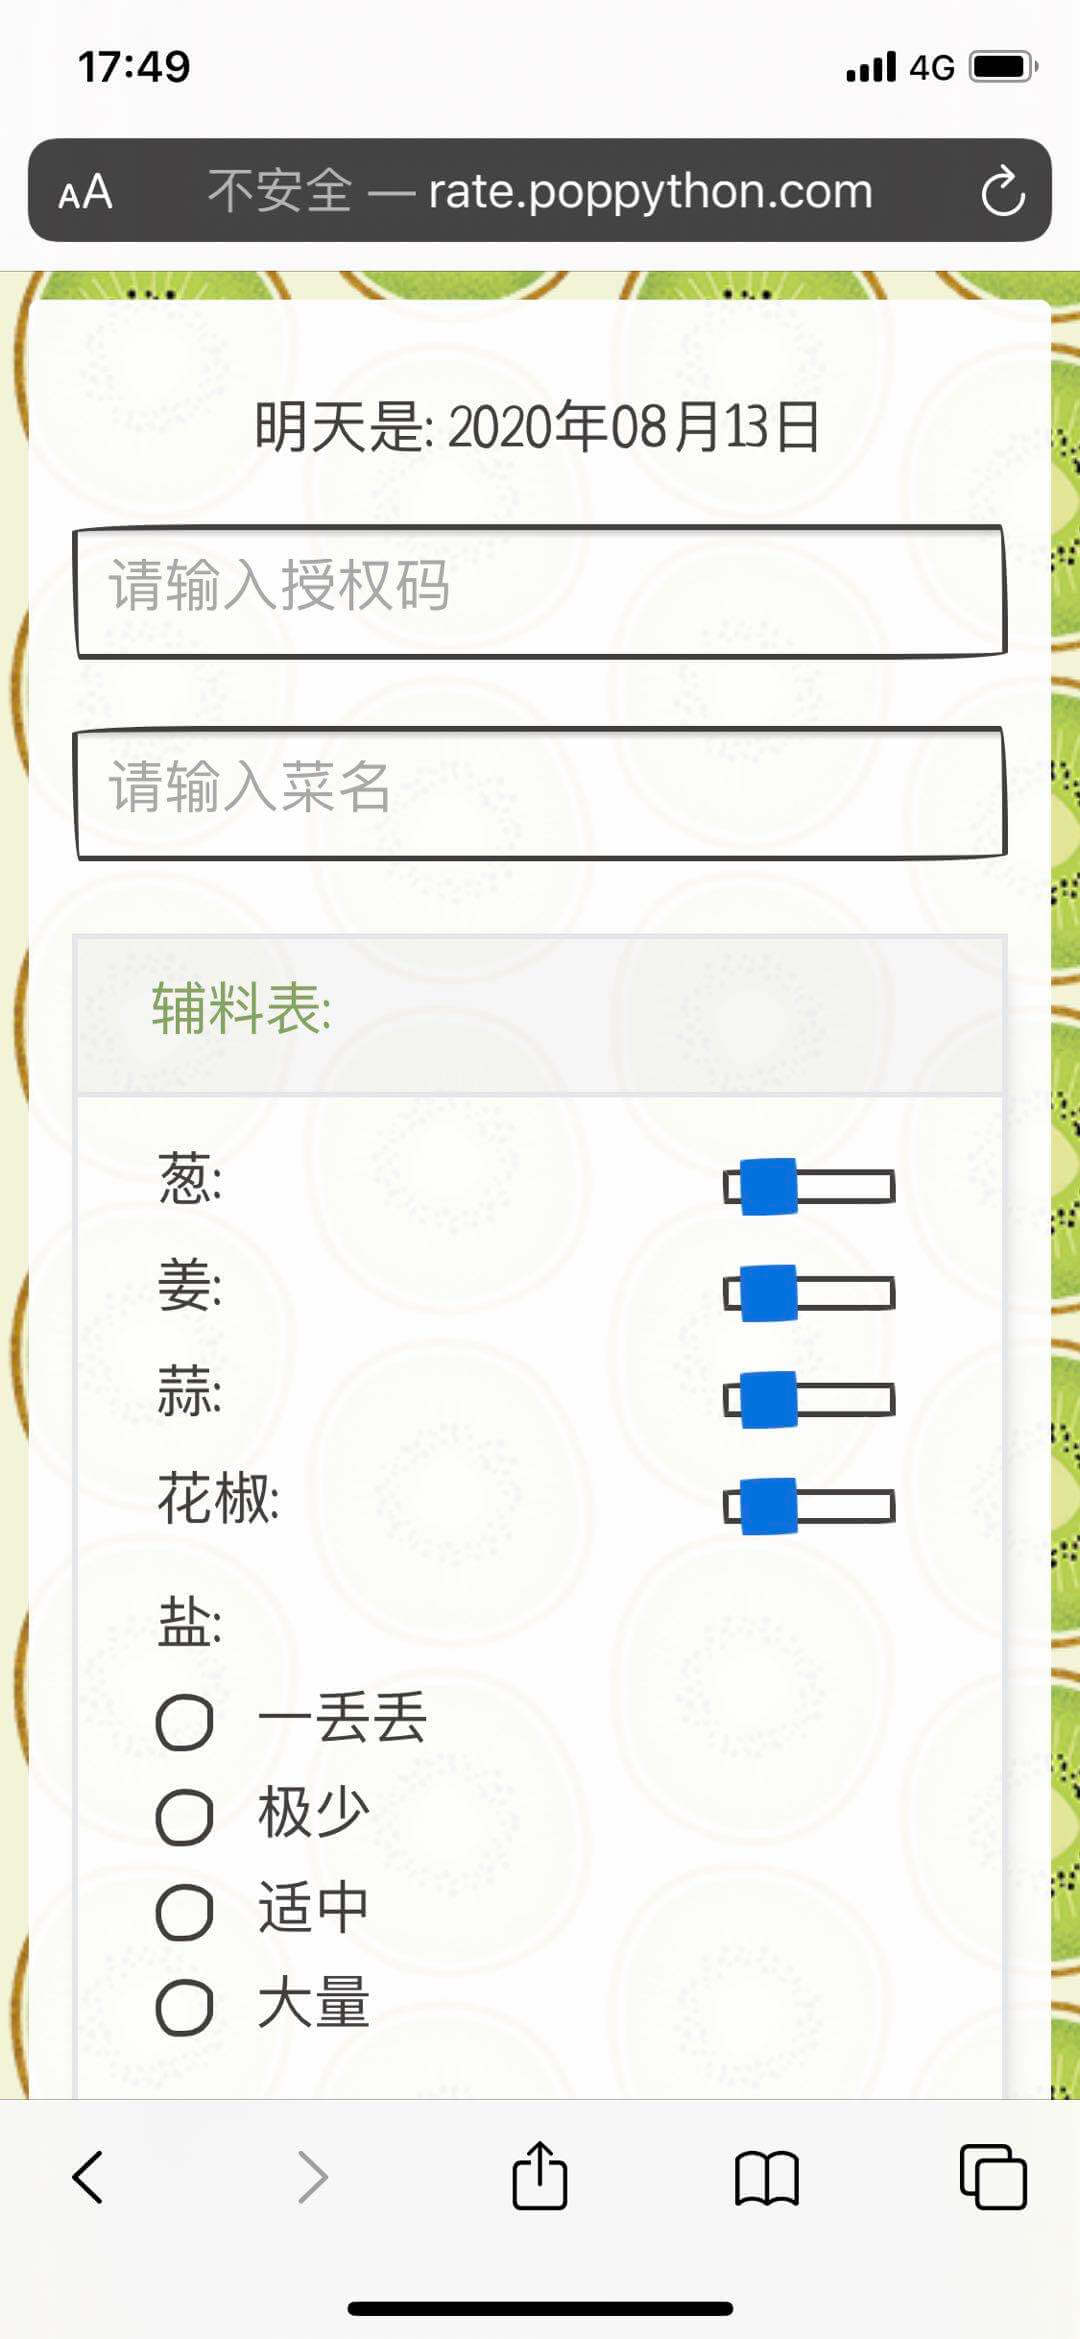 17:49
4G
AA 不安全 — rate.poppython.com
明天是: 2020年08月13日
请输入授权码
请输入菜名
辅料表:
葱:
姜:
蒜:
花椒:
盐:
一丢丢
极少
适中
大量